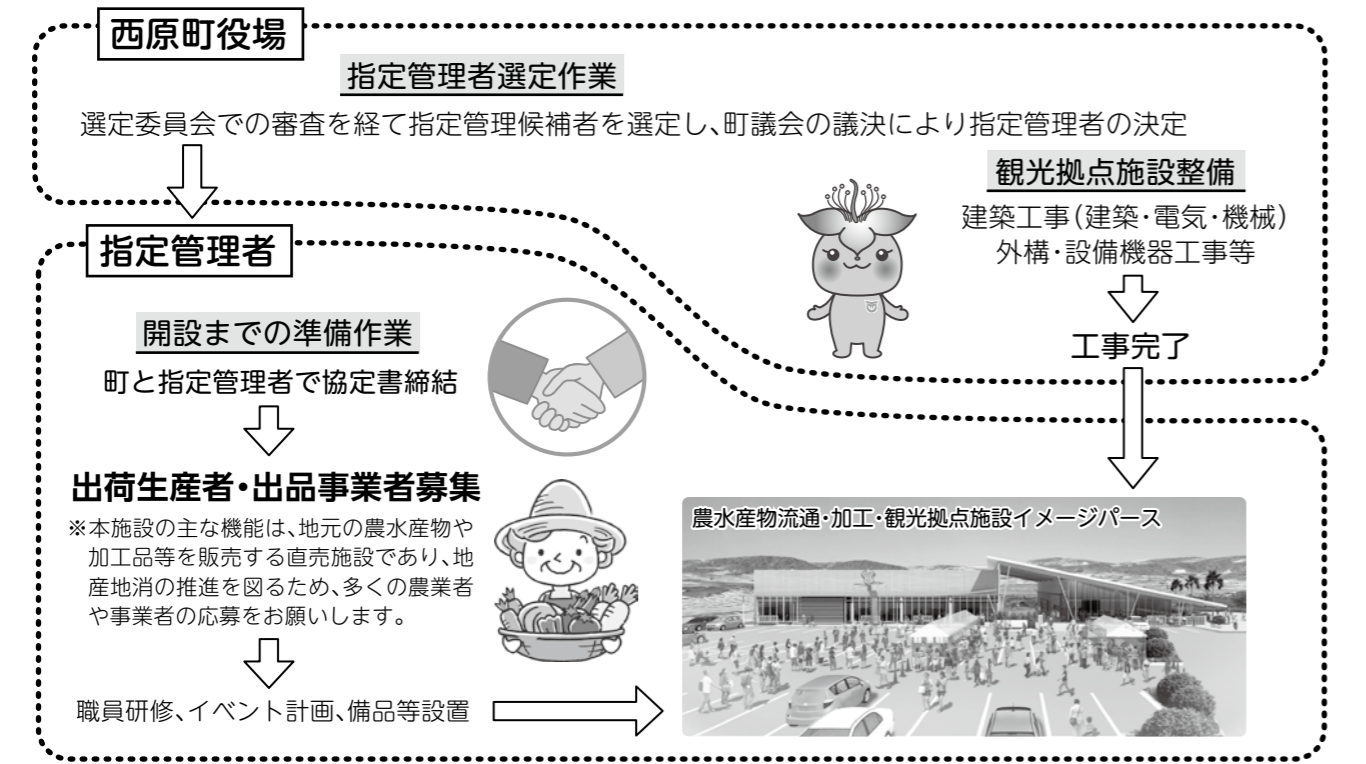 西原町役場
指定管理者選定作業
選定委員会での審査を経て指定管理候補者を選定し、町議会の議決により指定管理者の決定
観光拠点施設整備
建築工事（建築・電気・機械）
外構・設備機器工事等
工事完了
指定管理者
開設までの準備作業
町と指定管理者で協定書締結
出荷生産者・出品事業者募集
※本施設の主な機能は、地元の農水産物や
加工品等を販売する直売施設であり、地
産地消の推進を図るため、多くの農業者
や事業者の応募をお願いします。
職員研修、イベント計画、備品等設置
農水産物流通・加工・観光拠点施設イメージパース